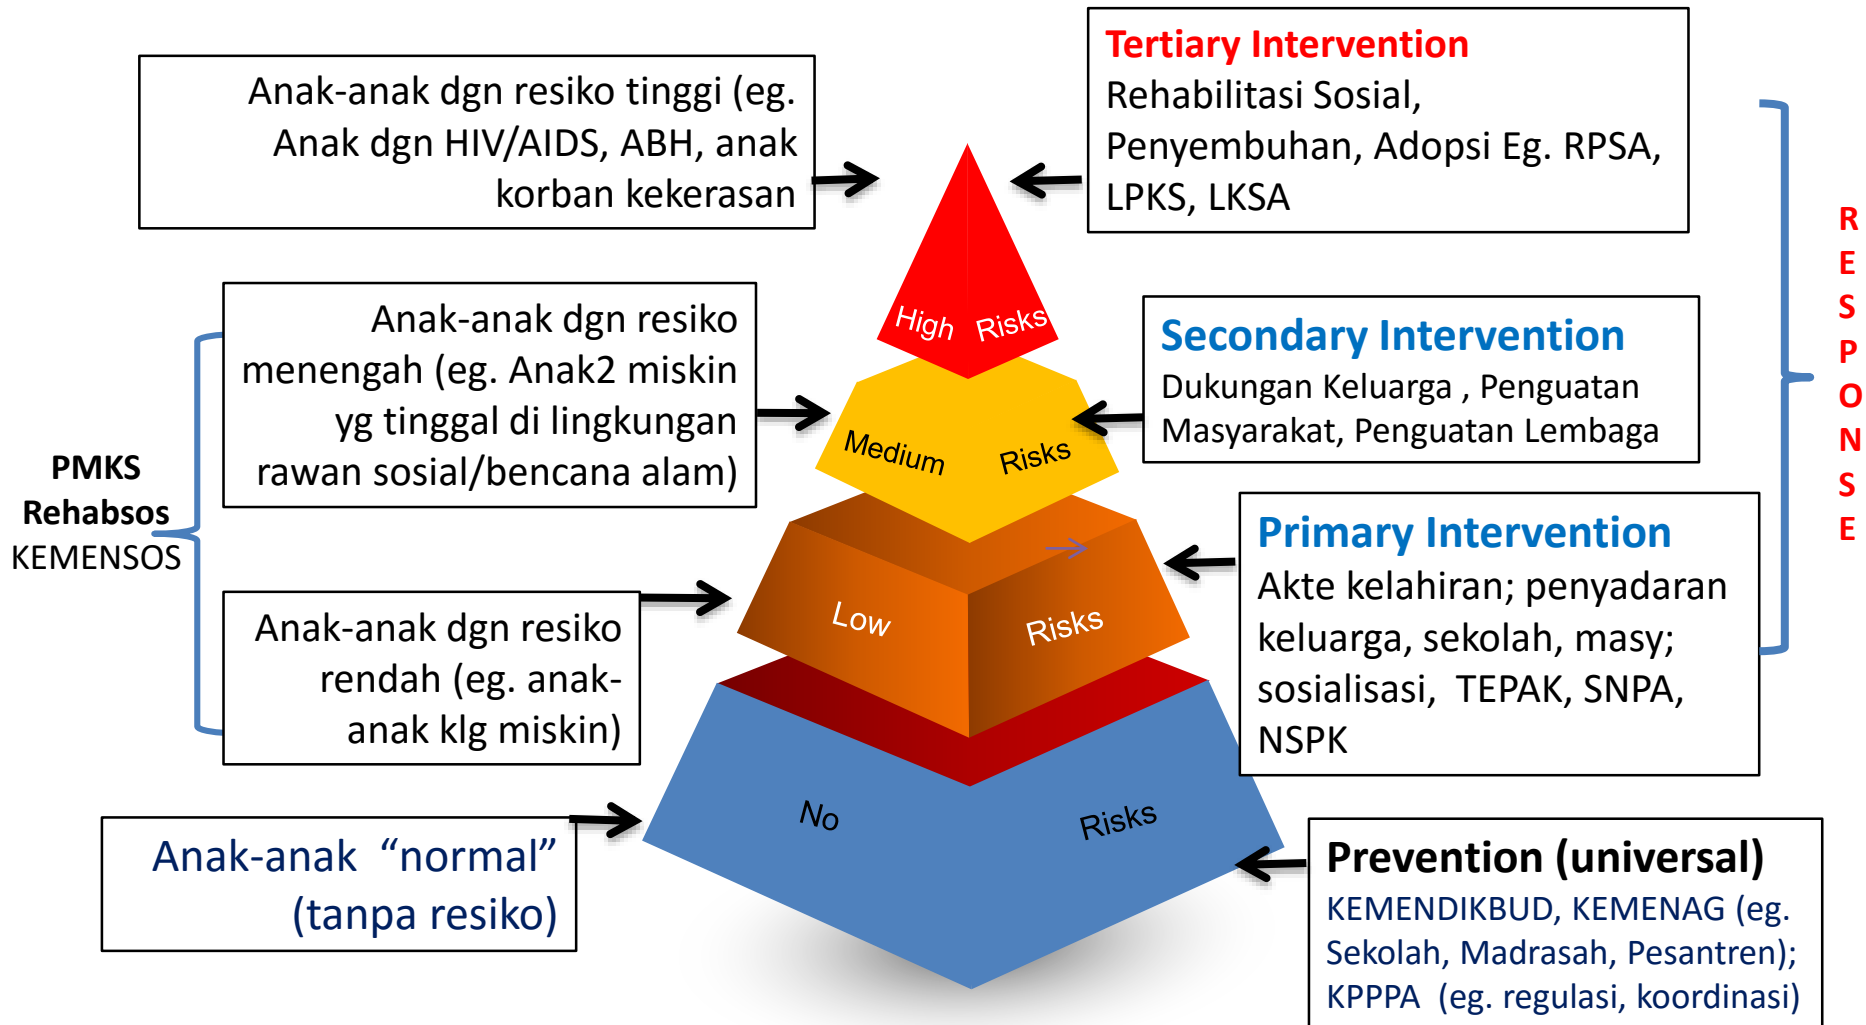 Tertiary Intervention
Rehabilitasi Sosial,
Penyembuhan, Adopsi Eg. RPSA,
LPKS, LKSA
Anak-anak dgn resiko tinggi (eg.
Anak dgn HIV/AIDS, ABH, anak
korban kekerasan
High Risks
Anak-anak dgn resiko
menengah (eg. Anak2 miskin
yg tinggal di lingkungan
rawan sosial/bencana alam)
Medium Risks
Secondary Intervention
Dukungan Keluarga , Penguatan
Masyarakat, Penguatan Lembaga
R
E
S
P
O
N
S
E
PMKS
Rehabsos
KEMENSOS
Anak-anak dgn resiko
rendah (eg. anak-
anak klg miskin)
Low Risks
Primary Intervention
Akte kelahiran; penyadaran
keluarga, sekolah, masy;
sosialisasi, TEPAK, SNPA,
NSPK
Anak-anak “normal”
(tanpa resiko)
No Risks
Prevention (universal)
KEMENDIKBUD, KEMENAG (eg.
Sekolah, Madrasah, Pesantren);
KPPPA (eg. regulasi, koordinasi)